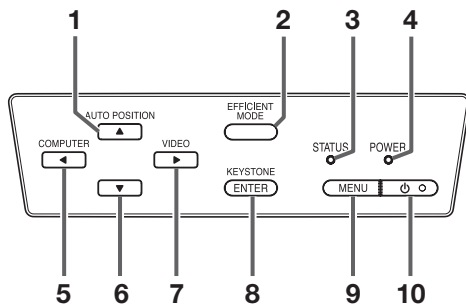 1 2 3 4
AUTO POSITION
EFFICIENT
MODE
COMPUTER
VIDEO
STATUS POWER
KEYSTONE
ENTER
MENU
5 6 7 8 9 10